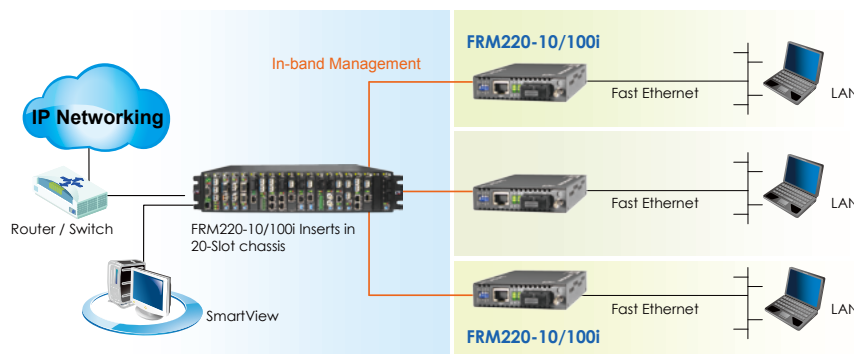 FRM220-10/100i
In-band Management
Fast Ethernet
LAN
IP Networking
Fast Ethernet
LAN
Router / Switch
FRM220-10/100i Inserts in
20-Slot chassis
SmartView
Fast Ethernet
LAN
FRM220-10/100i